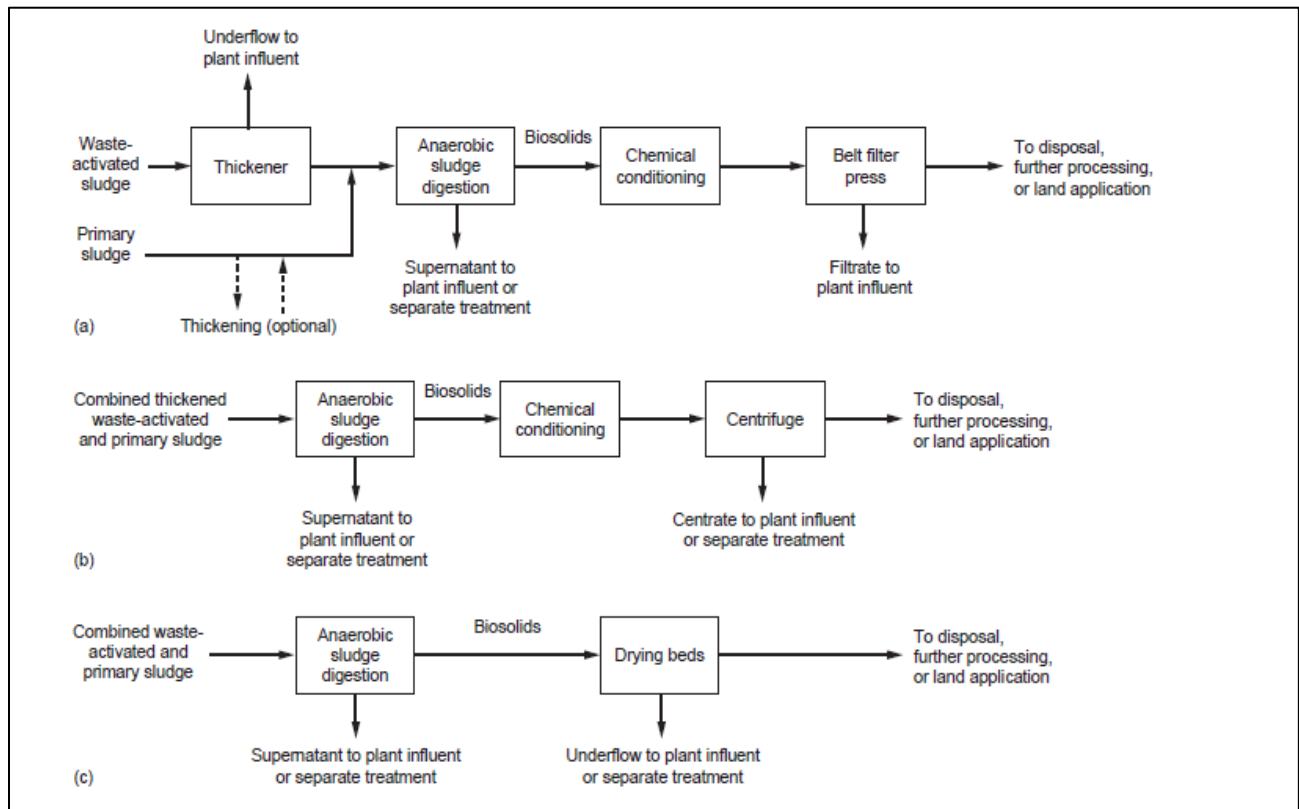 Underflow to
plant influent
Waste-
activated
sludge
Thickener
Anaerobic
sludge
digestion
Biosolids
Chemical
conditioning
Belt filter
press
To disposal,
further processing,
or land application
Primary
sludge
Supernatant to
plant influent or
separate treatment
Filtrate to
plant influent
(a)
Thickening (optional)
Combined thickened
waste-activated
and primary sludge
Anaerobic
sludge
digestion
Biosolids
Chemical
conditioning
Centrifuge
To disposal,
further processing,
or land application
Supernatant to
plant influent or
separate treatment
Centrate to plant influent
or separate treatment
(b)
Combined waste-
activated and
primary sludge
Anaerobic
sludge
digestion
Biosolids
Drying beds
To disposal,
further processing,
or land application
Supernatant to plant influent
or separate treatment
Underflow to plant influent
or separate treatment
(c)